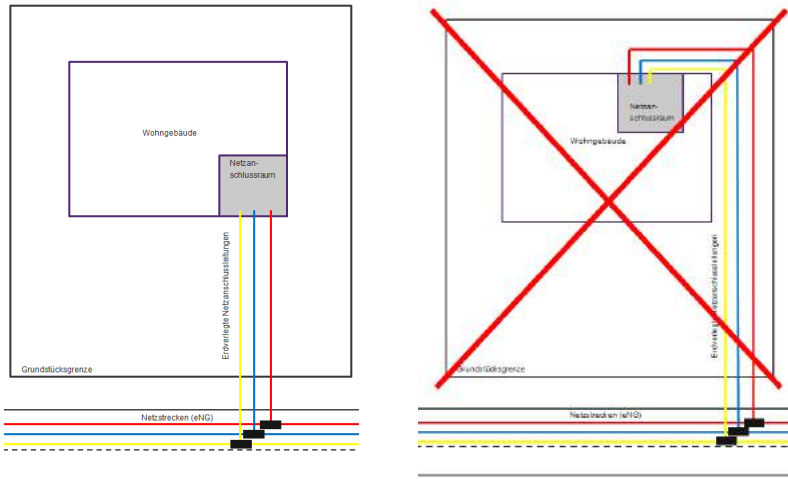 Wohngebäude
Netzan-
schlussraum
Erdverlegte Netzanschlussleitungen
Grundstücksgrenze
Netzstrecken (eNG)
Netzan-
schlussraum
Wohngebäude
Erdverlegte Netzanschlussleitungen
Grundstücksgrenze
Netzstrecken (eNG)